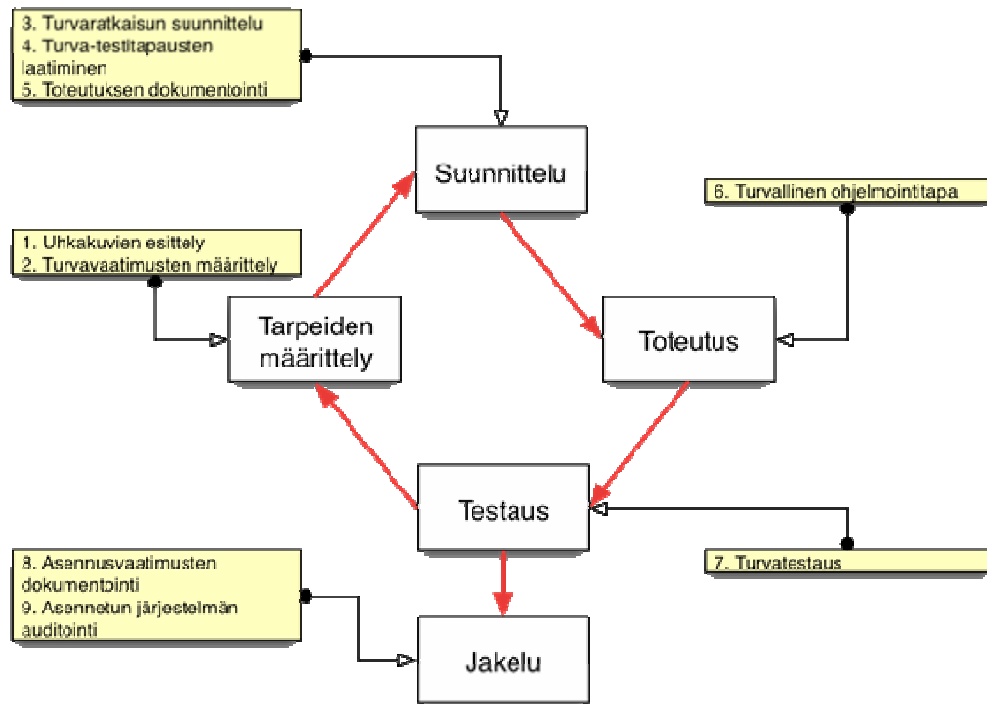 3. Turvaratkaisun suunnittelu
4. Turva-testitapausten
laatiminen
5. Toteutuksen dokumentointi
Suunnittelu
6. Turvallinen ohjelmointitapa
1. Uhkakuvien esittely
2. Turvavaatimusten määrittely
Tarpeiden
määrittely
Toteutus
Testaus
7. Turvatestaus
8. Asennusvaatimusten
dokumentointi
9. Asennetun järjestelmän
auditointi
Jakelu